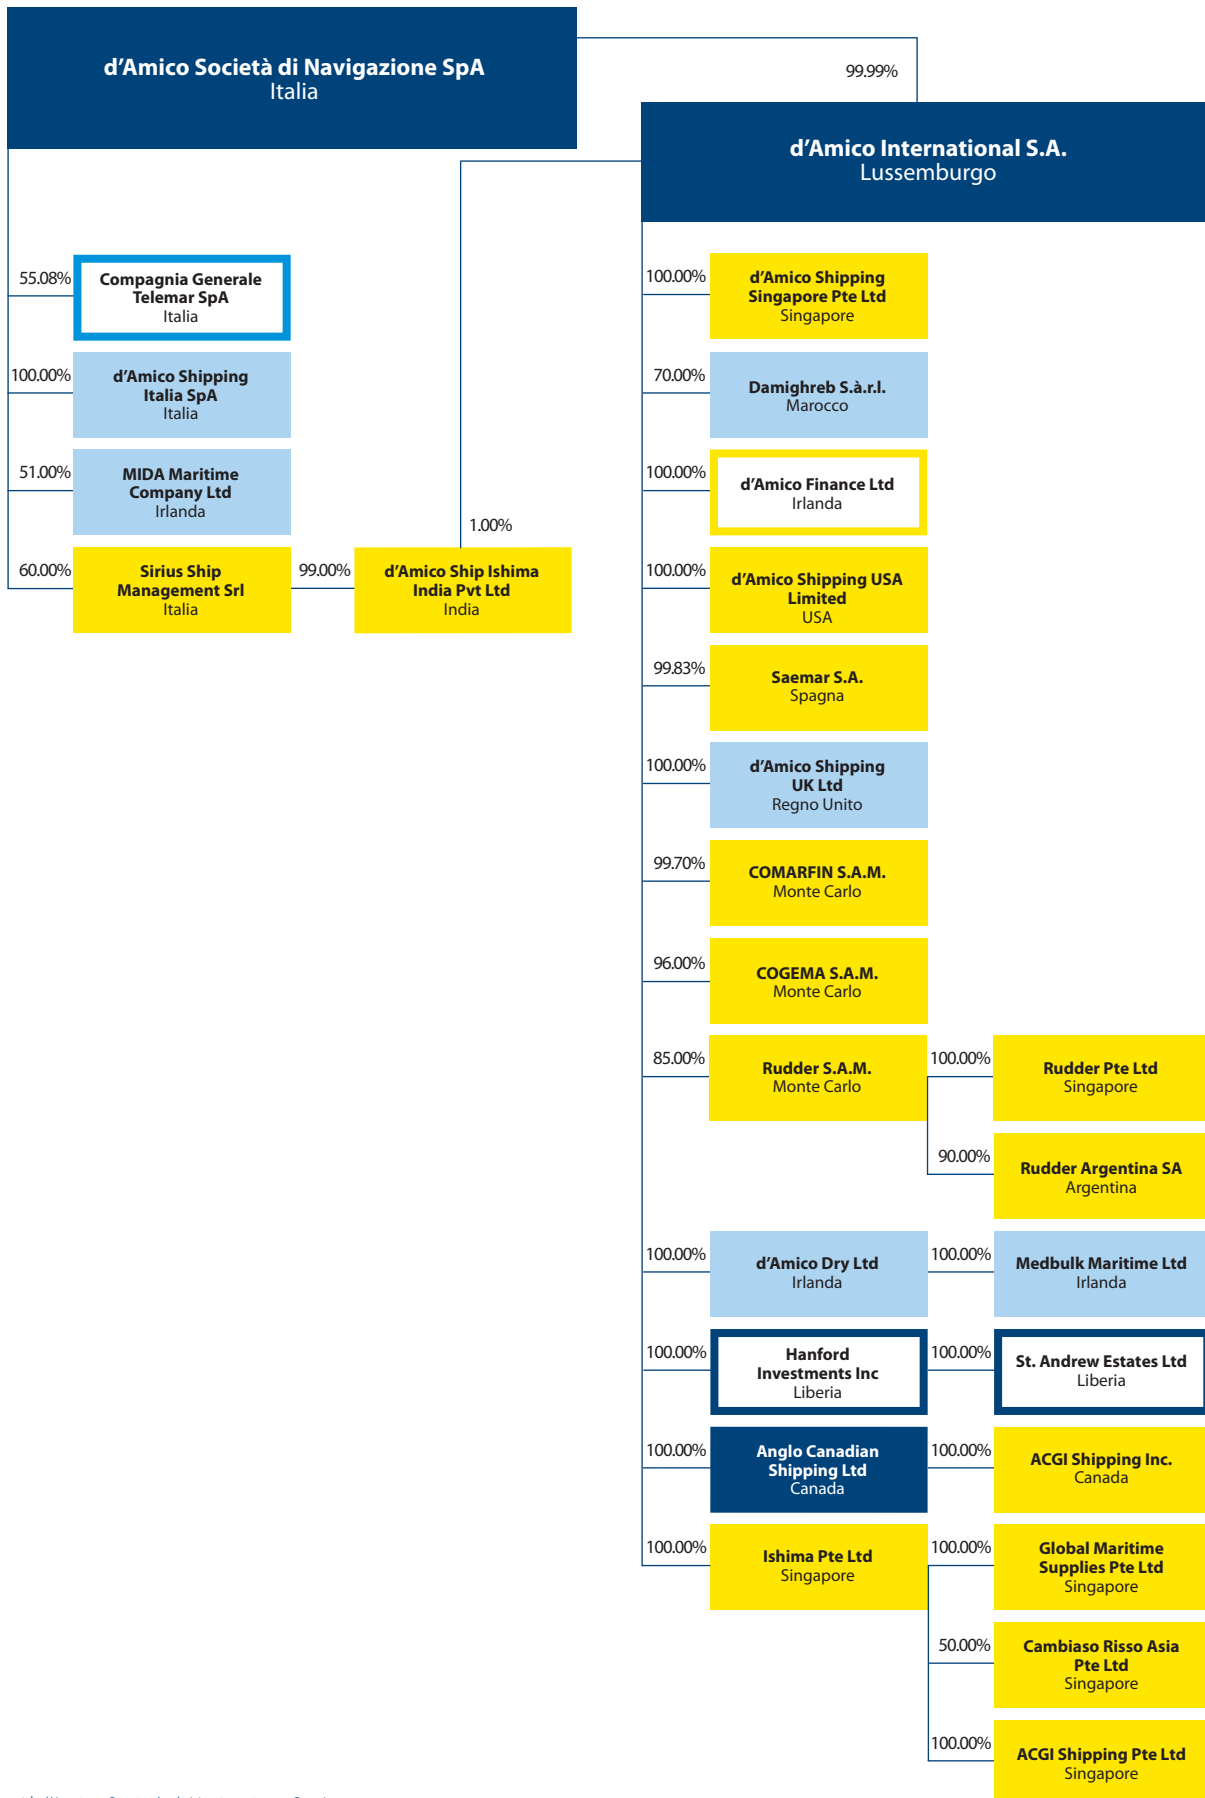 d'Amico Società di Navigazione SpA
Italia
99.99%
d'Amico International S.A.
Lussemburgo
55.08%
Compagnia Generale
Telemar SpA
Italia
100.00%
d'Amico Shipping
Italia SpA
Italia
51.00%
MIDA Maritime
Company Ltd
Irlanda
60.00%
Sirius Ship
Management Srl
Italia
99.00%
1.00%
d'Amico Ship Ishima
India Pvt Ltd
India
100.00%
d'Amico Shipping
Singapore Pte Ltd
Singapore
70.00%
Damighreb S.à.r.l.
Marocco
100.00%
d'Amico Finance Ltd
Irlanda
100.00%
d'Amico Shipping USA
Limited
USA
99.83%
Saemar S.A.
Spagna
100.00%
d'Amico Shipping
UK Ltd
Regno Unito
99.70%
COMARFIN S.A.M.
Monte Carlo
96.00%
COGEMA S.A.M.
Monte Carlo
85.00%
Rudder S.A.M.
Monte Carlo
100.00%
Rudder Pte Ltd
Singapore
90.00%
Rudder Argentina SA
Argentina
100.00%
d'Amico Dry Ltd
Irlanda
100.00%
Medbulk Maritime Ltd
Irlanda
100.00%
Hanford
Investments Inc
Liberia
100.00%
St. Andrew Estates Ltd
Liberia
100.00%
Anglo Canadian
Shipping Ltd
Canada
100.00%
ACGI Shipping Inc.
Canada
100.00%
Ishima Pte Ltd
Singapore
100.00%
Global Maritime
Supplies Pte Ltd
Singapore
50.00%
Cambiaso Risso Asia
Pte Ltd
Singapore
100.00%
ACGI Shipping Pte Ltd
Singapore